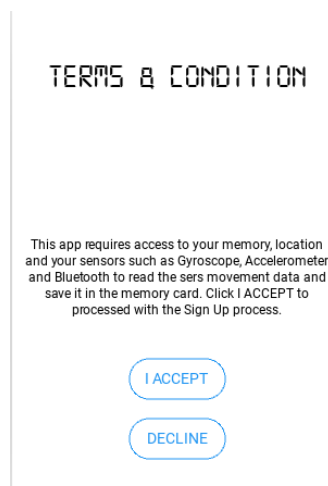 TERMS & CONDITION
This app requires access to your memory, location
and your sensors such as Gyroscope, Accelerometer
and Bluetooth to read the sers movement data and
save it in the memory card. Click I ACCEPT to
processed with the Sign Up process.
I ACCEPT
DECLINE